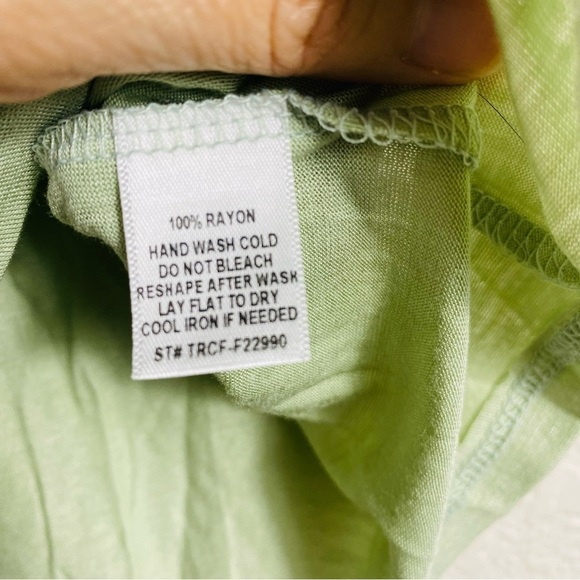 100% RAYON
HAND WASH COLD
DO NOT BLEACH
RESHAPE AFTER WASH
LAY FLAT TO DRY
COOL IRON IF NEEDED
ST# TRCF-F22990